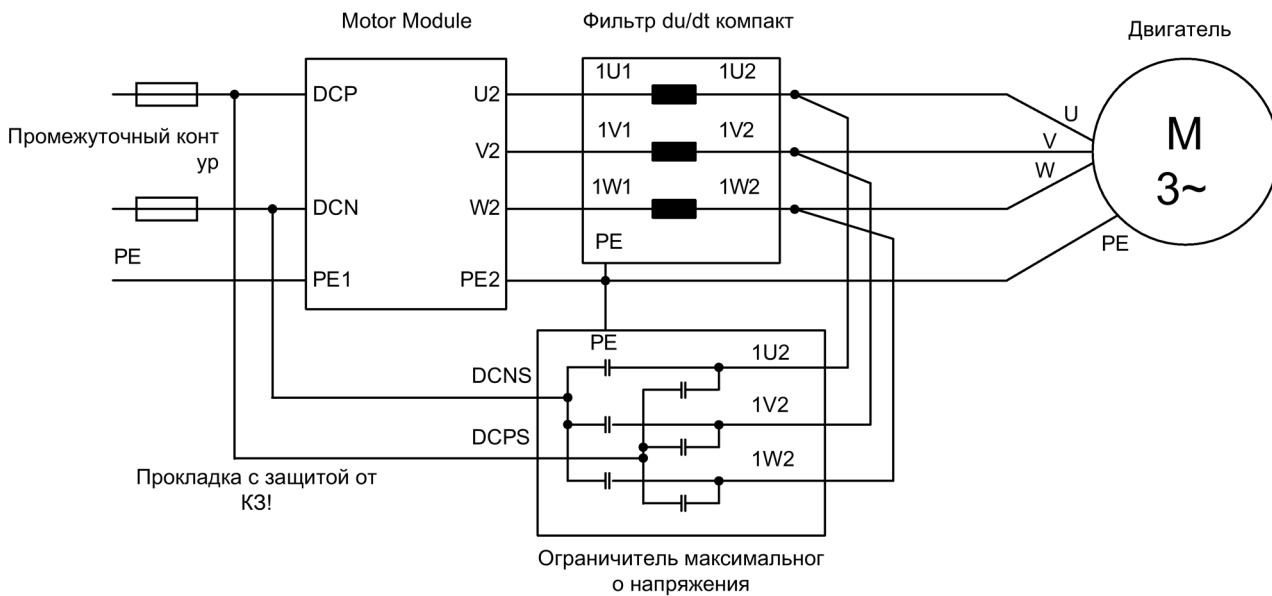 Motor Module
Фильтр du/dt компакт
Двигатель
1U1
1U2
DCP
U2
U
Промежуточный конт
ур
1V1
1V2
V2
V
M
3~
1W1
1W2
W
DCN
W2
PE
PE
PE
PE1
PE2
PE
1U2
DCNS
1V2
DCPS
1W2
Прокладка с защитой от
КЗ!
Ограничитель максимальног
о напряжения